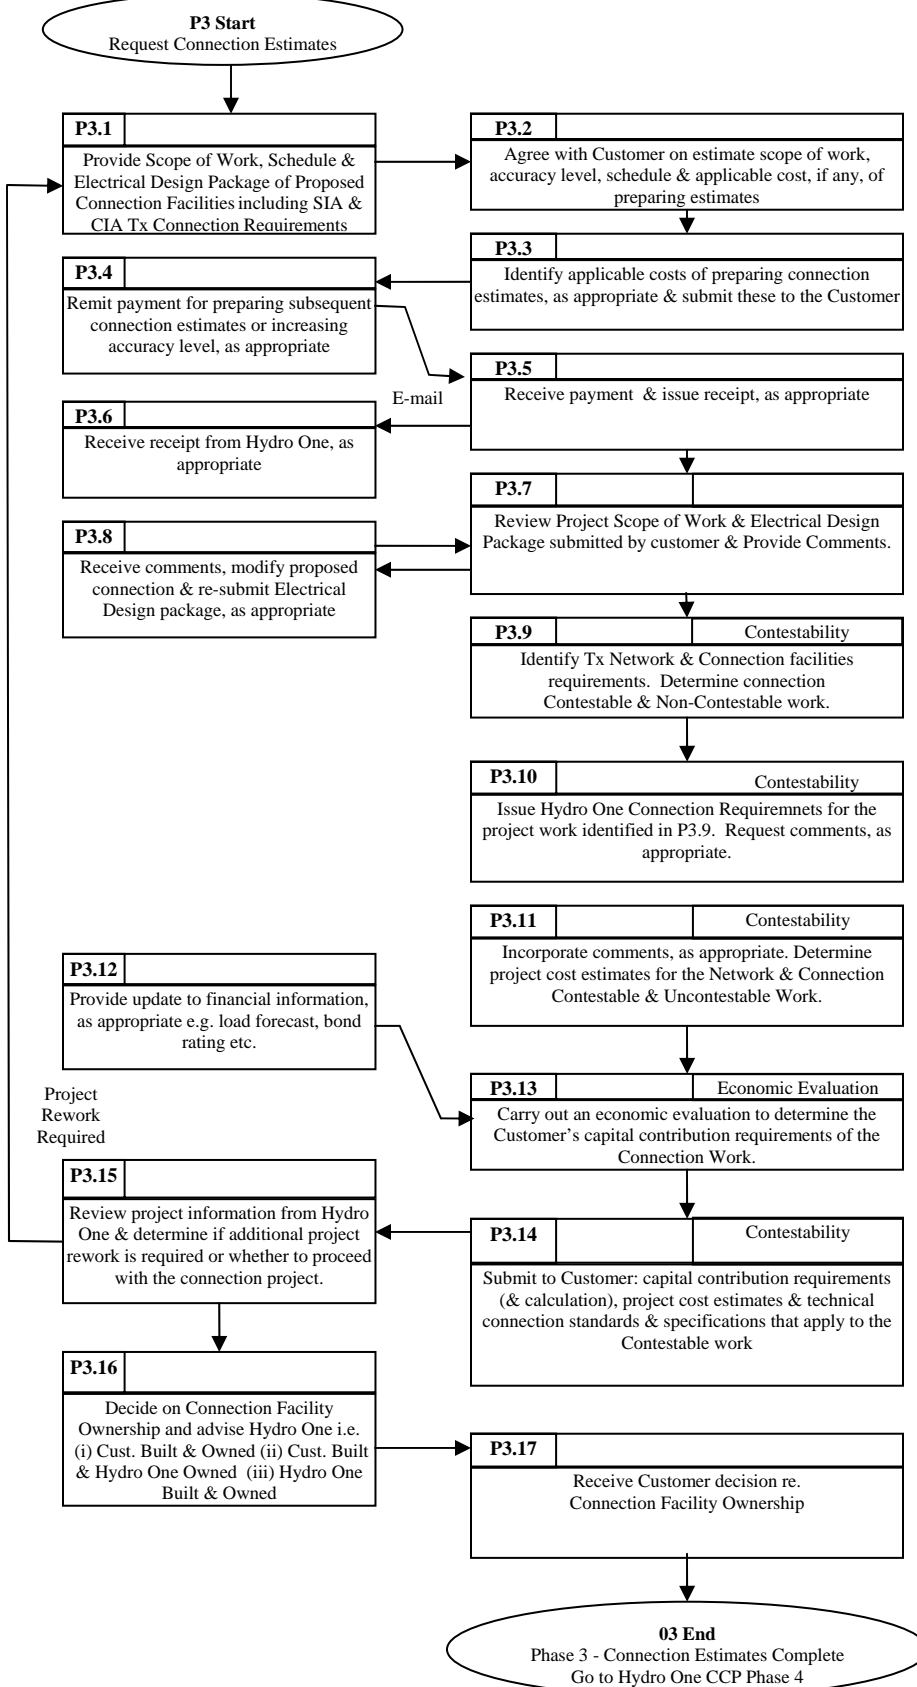 P3 Start
Request Connection Estimates
P3.1
Provide Scope of Work, Schedule &
Electrical Design Package of Proposed
Connection Facilities including SIA &
CIA Tx Connection Requirements
P3.2
Agree with Customer on estimate scope of work,
accuracy level, schedule & applicable cost, if any, of
preparing estimates
P3.3
Identify applicable costs of preparing connection
estimates, as appropriate & submit these to the Customer
P3.4
Remit payment for preparing subsequent
connection estimates or increasing
accuracy level, as appropriate
P3.5
Receive payment & issue receipt, as appropriate
E-mail
P3.6
Receive receipt from Hydro One, as
appropriate
P3.7
Review Project Scope of Work & Electrical Design
Package submitted by customer & Provide Comments.
P3.8
Receive comments, modify proposed
connection & re-submit Electrical
Design package, as appropriate
P3.9
Contestability
Identify Tx Network & Connection facilities
requirements. Determine connection
Contestable & Non-Contestable work.
P3.10
Contestability
Issue Hydro One Connection Requiremnets for the
project work identified in P3.9. Request comments, as
appropriate.
P3.11
Contestability
Incorporate comments, as appropriate. Determine
project cost estimates for the Network & Connection
Contestable & Uncontestable Work.
P3.12
Provide update to financial information,
as appropriate e.g. load forecast, bond
rating etc.
P3.13
Economic Evaluation
Carry out an economic evaluation to determine the
Customer's capital contribution requirements of the
Connection Work.
Project
Rework
Required
P3.15
Review project information from Hydro
One & determine if additional project
rework is required or whether to proceed
with the connection project.
P3.14
Contestability
Submit to Customer: capital contribution requirements
(& calculation), project cost estimates & technical
connection standards & specifications that apply to the
Contestable work
P3.16
Decide on Connection Facility
Ownership and advise Hydro One i.e.
(i) Cust. Built & Owned (ii) Cust. Built
& Hydro One Owned (iii) Hydro One
Built & Owned
P3.17
Receive Customer decision re.
Connection Facility Ownership
03 End
Phase 3 - Connection Estimates Complete
Go to Hydro One CCP Phase 4